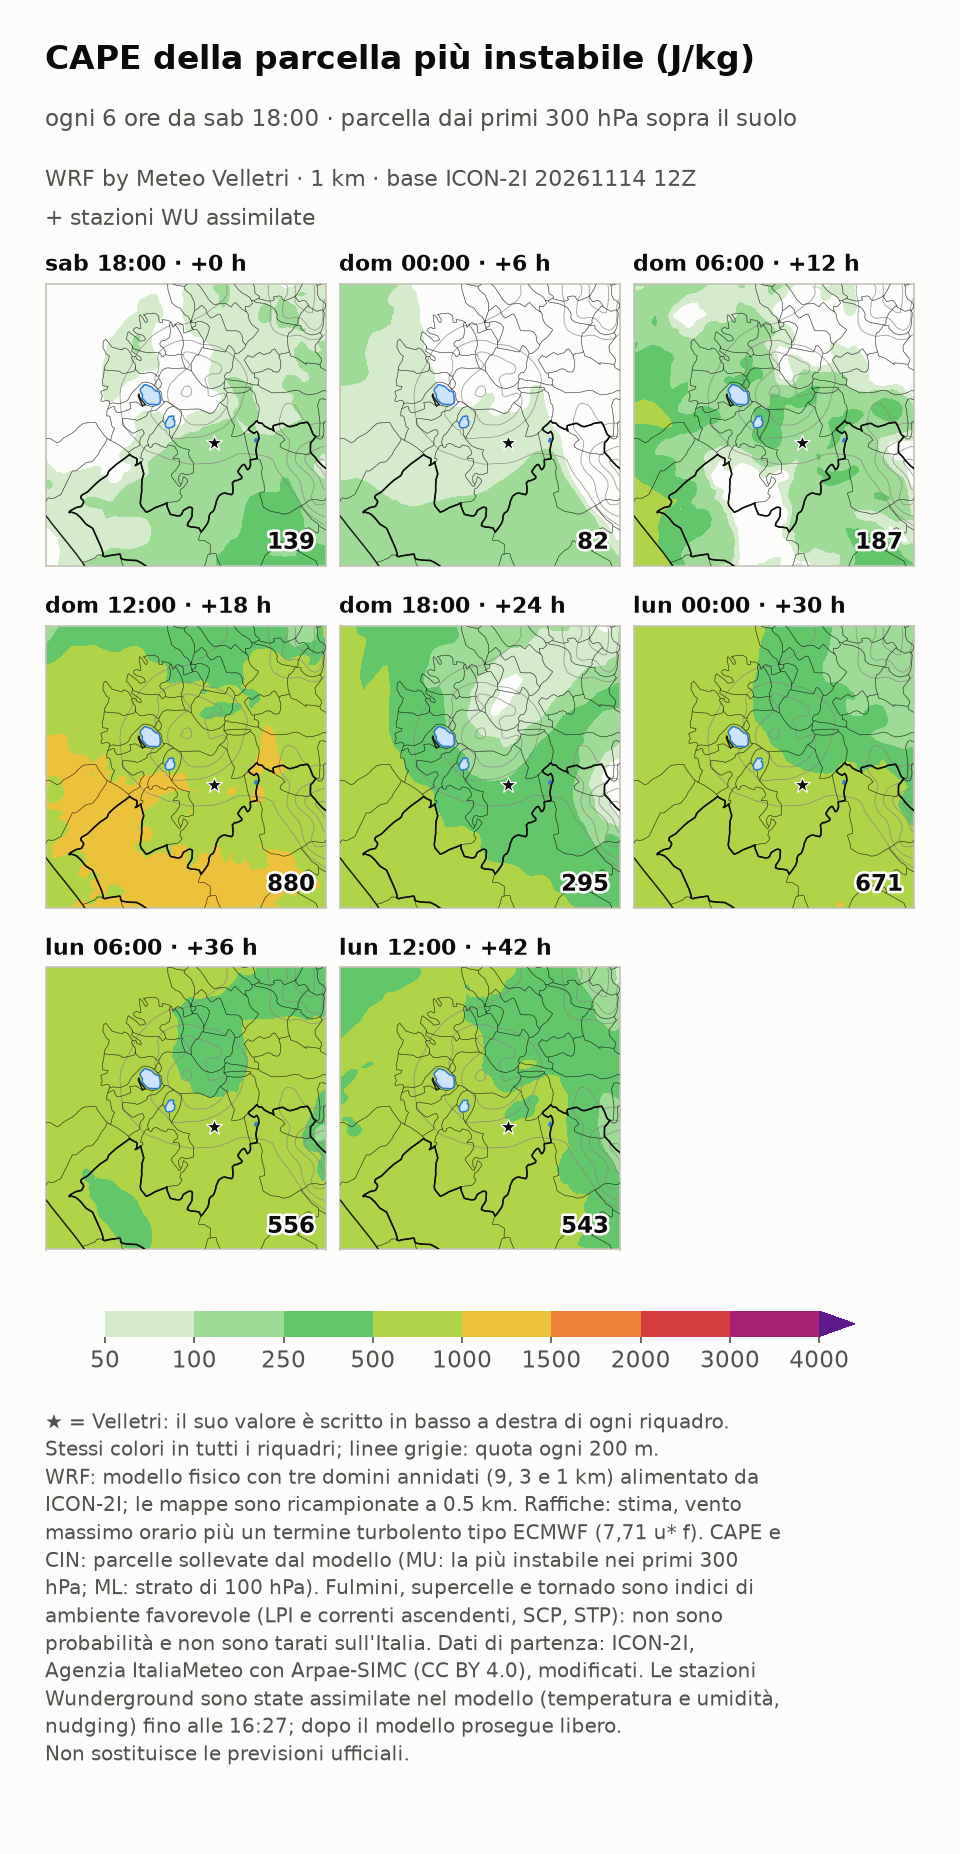 CAPE della parcella più instabile (J/kg)
ogni 6 ore da sab 18:00 · parcella dai primi 300 hPa sopra il suolo
WRF by Meteo Velletri · 1 km · base ICON-2I 20261114 12Z
+ stazioni WU assimilate
sab 18:00 · +0 h
dom 00:00 · +6 h
dom 06:00 · +12 h
139
82
187
dom 12:00 · +18 h
dom 18:00 · +24 h
lun 00:00 · +30 h
880
295
671
lun 06:00 · +36 h
lun 12:00 · +42 h
556
543
50 100 250 500 1000 1500 2000 3000 4000
★ = Velletri: il suo valore è scritto in basso a destra di ogni riquadro.
Stessi colori in tutti i riquadri; linee grigie: quota ogni 200 m.
WRF: modello fisico con tre domini annidati (9, 3 e 1 km) alimentato da
ICON-2I; le mappe sono ricampionate a 0.5 km. Raffiche: stima, vento
massimo orario più un termine turbolento tipo ECMWF (7,71 u* f). CAPE e
CIN: parcelle sollevate dal modello (MU: la più instabile nei primi 300
hPa; ML: strato di 100 hPa). Fulmini, supercelle e tornado sono indici di
ambiente favorevole (LPI e correnti ascendenti, SCP, STP): non sono
probabilità e non sono tarati sull'Italia. Dati di partenza: ICON-2I,
Agenzia ItaliaMeteo con Arpae-SIMC (CC BY 4.0), modificati. Le stazioni
Wunderground sono state assimilate nel modello (temperatura e umidità,
nudging) fino alle 16:27; dopo il modello prosegue libero.
Non sostituisce le previsioni ufficiali.